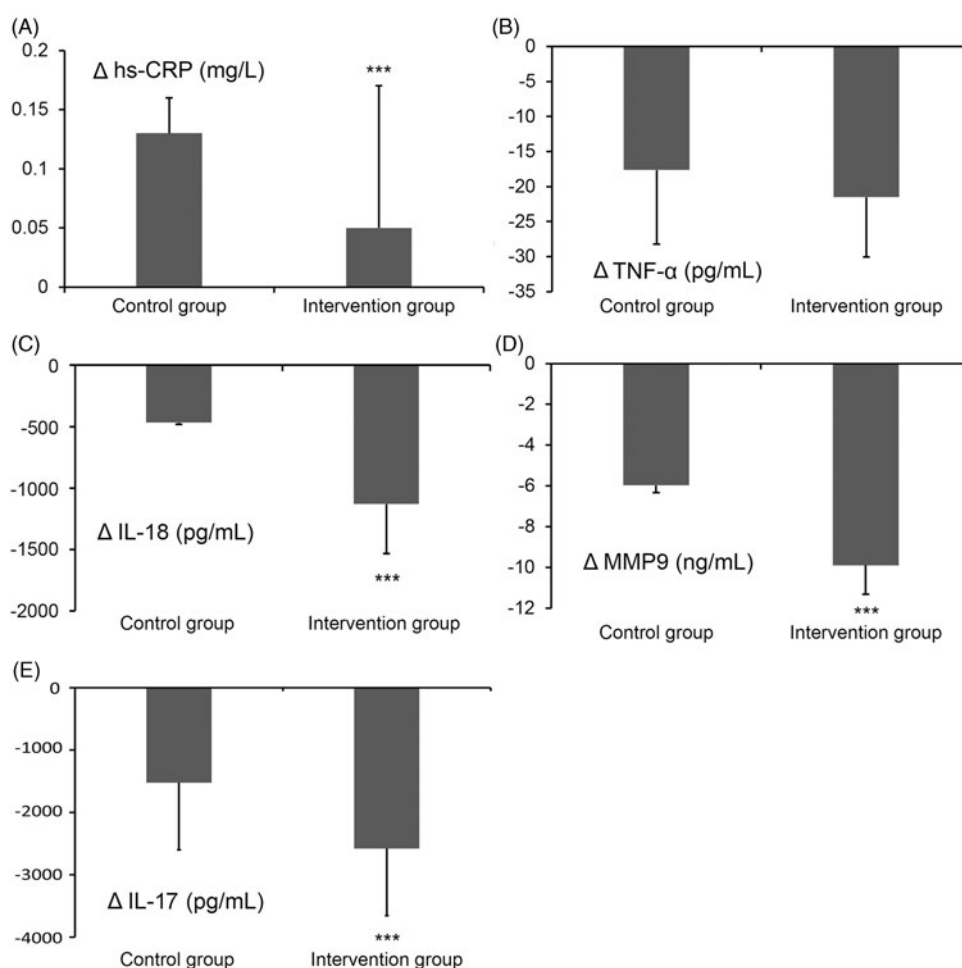 (A)
Δ hs-CRP (mg/L)
0.2
0.15
0.1
0.05
0
***
Control group
Intervention group
(B)
0
-5
-10
-15
-20
-25
-30
-35
Δ TNF-α (pg/mL)
Control group
Intervention group
(C)
0
-500
-1000
-1500
-2000
Δ IL-18 (pg/mL)
***
Control group
Intervention group
(D)
0
-2
-4
-6
-8
-10
-12
Δ MMP9 (ng/mL)
***
Control group
Intervention group
(E)
0
-1000
-2000
-3000
-4000
Δ IL-17 (pg/mL)
***
Control group
Intervention group